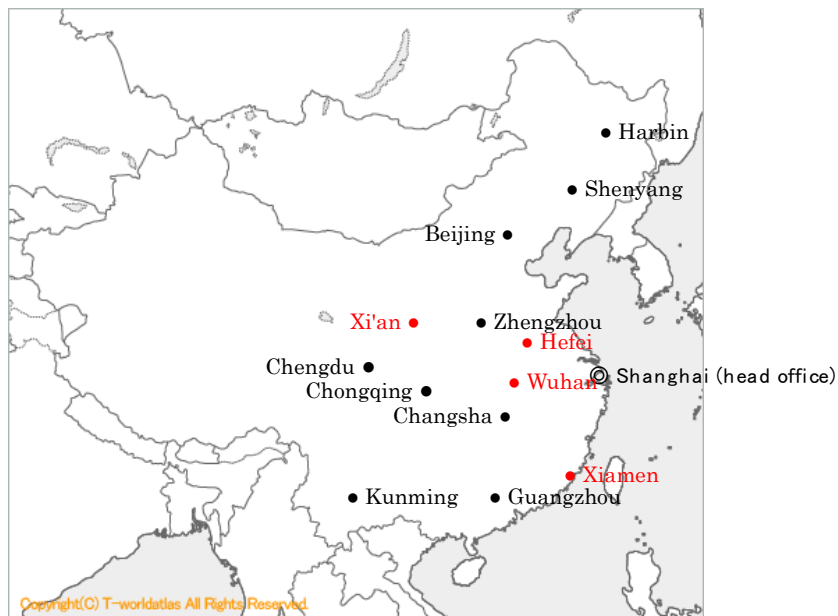 Harbin
Shenyang
Beijing
Xi'an
Zhengzhou
Hefei
Chengdu
Shanghai (head office)
Wuhan
Chongqing
Changsha
Xiamen
Kunming
Guangzhou
Copyright(C) T-worldatlas All Rights Reserved.